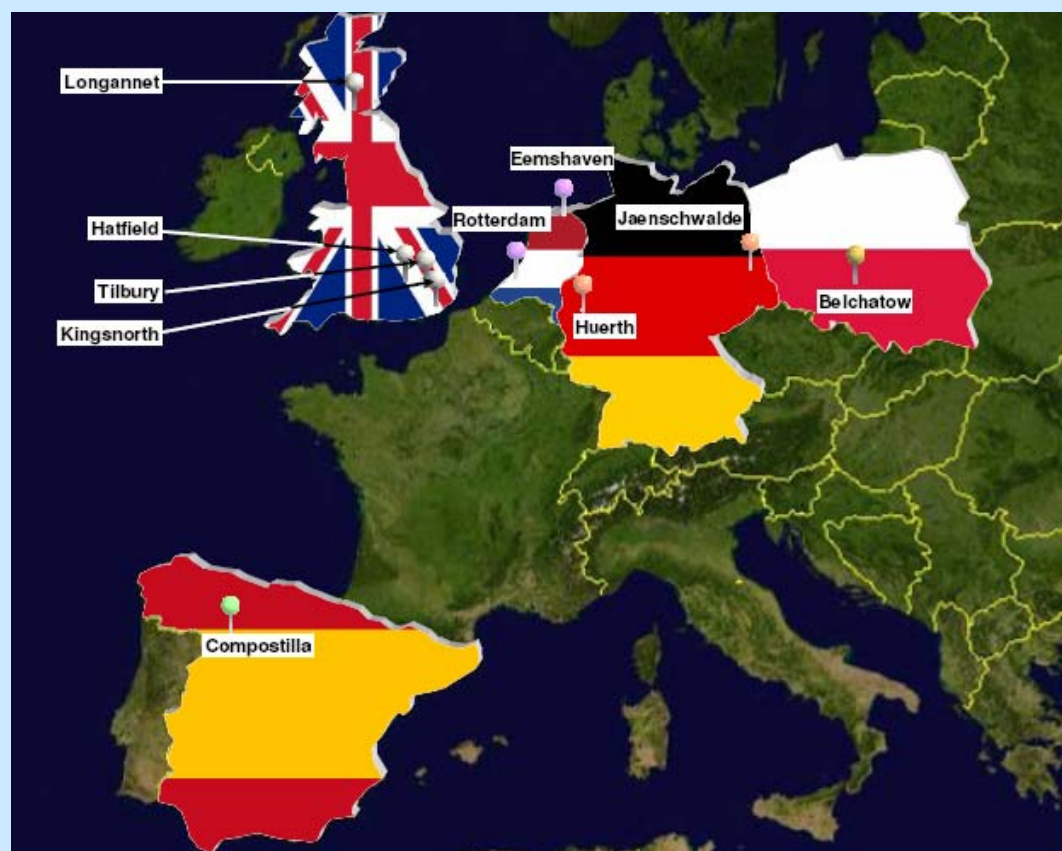 Longannet
Eemshaven
Rotterdam
Jaenschwalde
Hatfield
Tilbury
Belchatow
Kingsnorth
Huerth
Compostilla